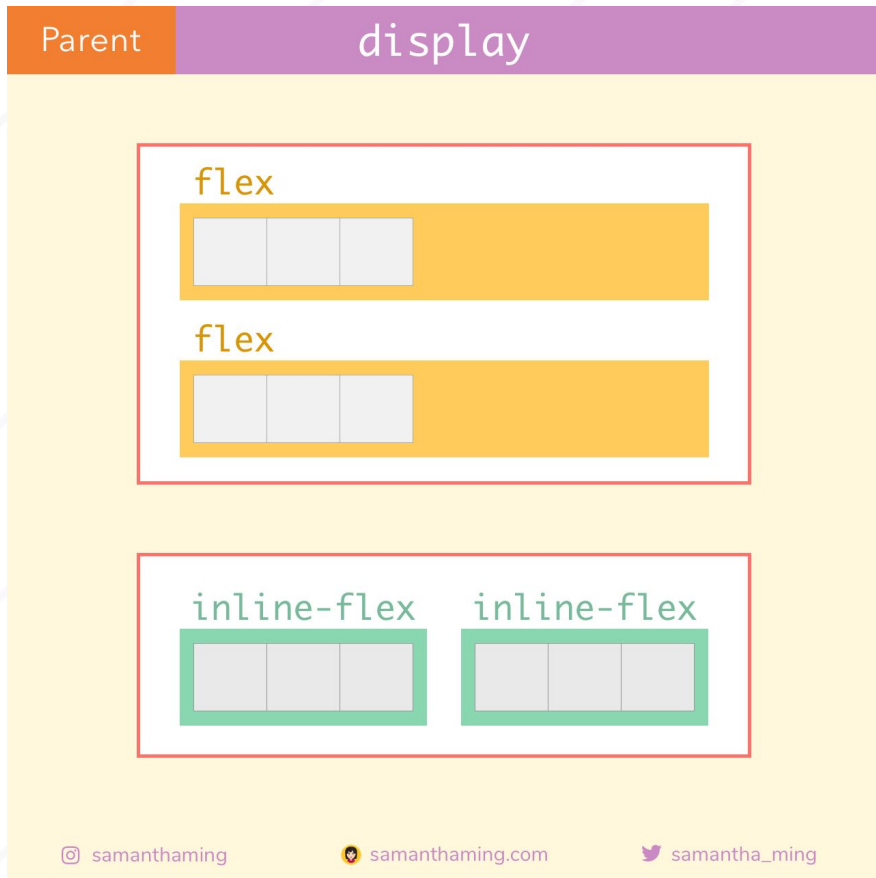 Parent
display
flex
flex
inline-flex inline-flex
samanthaming
samanthaming.com
samantha_ming